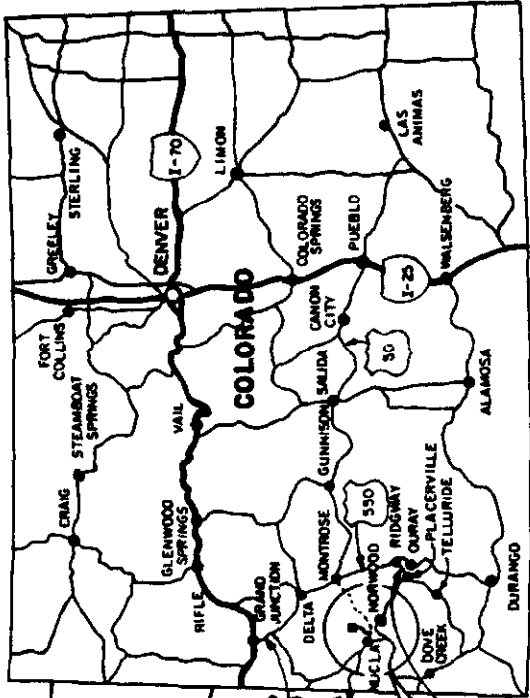 CRAIG
STEAMBOAT
SPRINGS
FORT
COLLINS
GREELEY
STERLING
RIFLE
GLENWOOD
SPRINGS
VAIL
DENVER
I-70
LIMON
GRAND
JUNCTION
COLORADO
COLORADO
SPRINGS
DELTA
MONTROSE
GUNNISON
SALIDA
CANON
CITY
PUEBLO
LAS
ANIMAS
50
I-25
550
NUCLA
NORWOOD
RIDGWAY
OURAY
PLACERVILLE
TELLURIDE
WALSENBERG
DOVE
CREEK
DURANGO
ALAMOSA